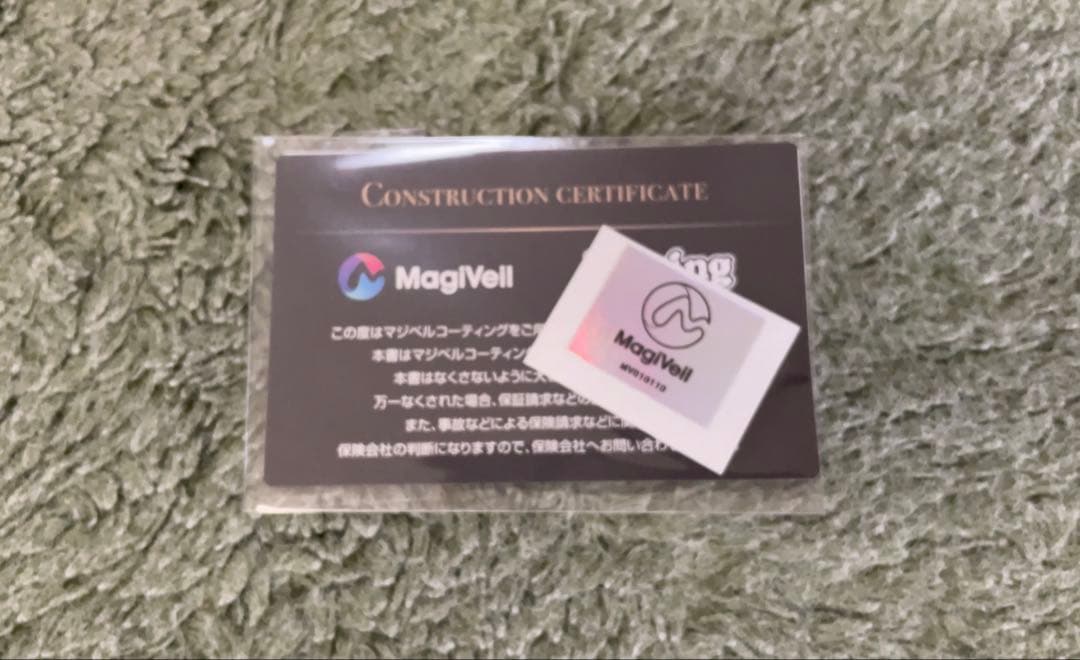 CONSTRUCTION CERTIFICATE
MagiVeil
ing
この度はマジベルコーティングをご
本書はマジベルコーティン
本書はなくさないように大
万一なくされた場合、保証請求などの
また、事故などによる保険請求などに
保険会社の判断になりますので、保険会社へお問い合わ
MagiVeil
MV010110